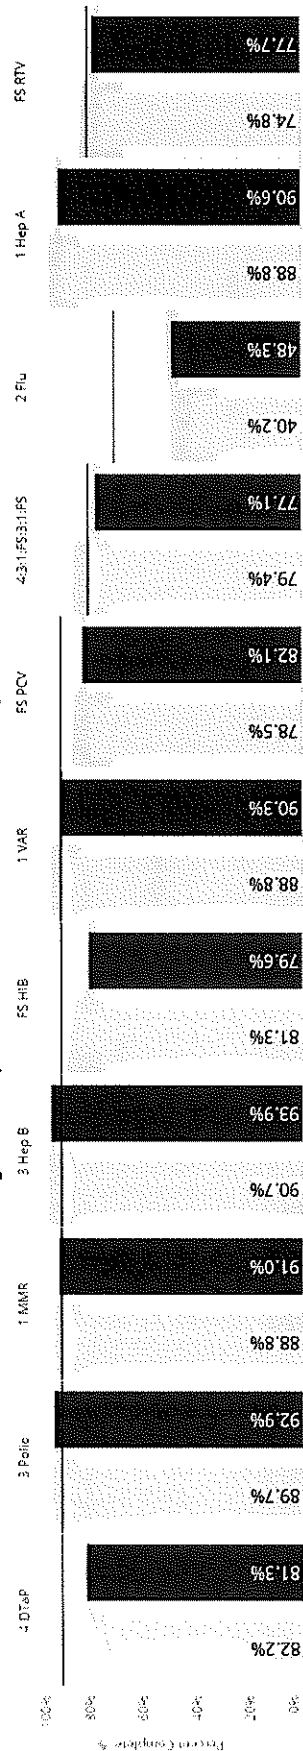 4 DTaP
3 Polio
1 MMR
3 Hep B
FS HIB
1 VAR
FS PCV
4:3:1:FS:3:1:FS
2 Flu
1 Hep A
FS RTV
100%
80%
60%
40%
20%
0%
Percent Complete %
82.2%
81.3%
89.7%
92.9%
88.8%
91.0%
90.7%
93.9%
81.3%
79.6%
88.8%
90.3%
78.5%
82.1%
79.4%
77.1%
40.2%
48.3%
88.8%
90.6%
74.8%
77.7%